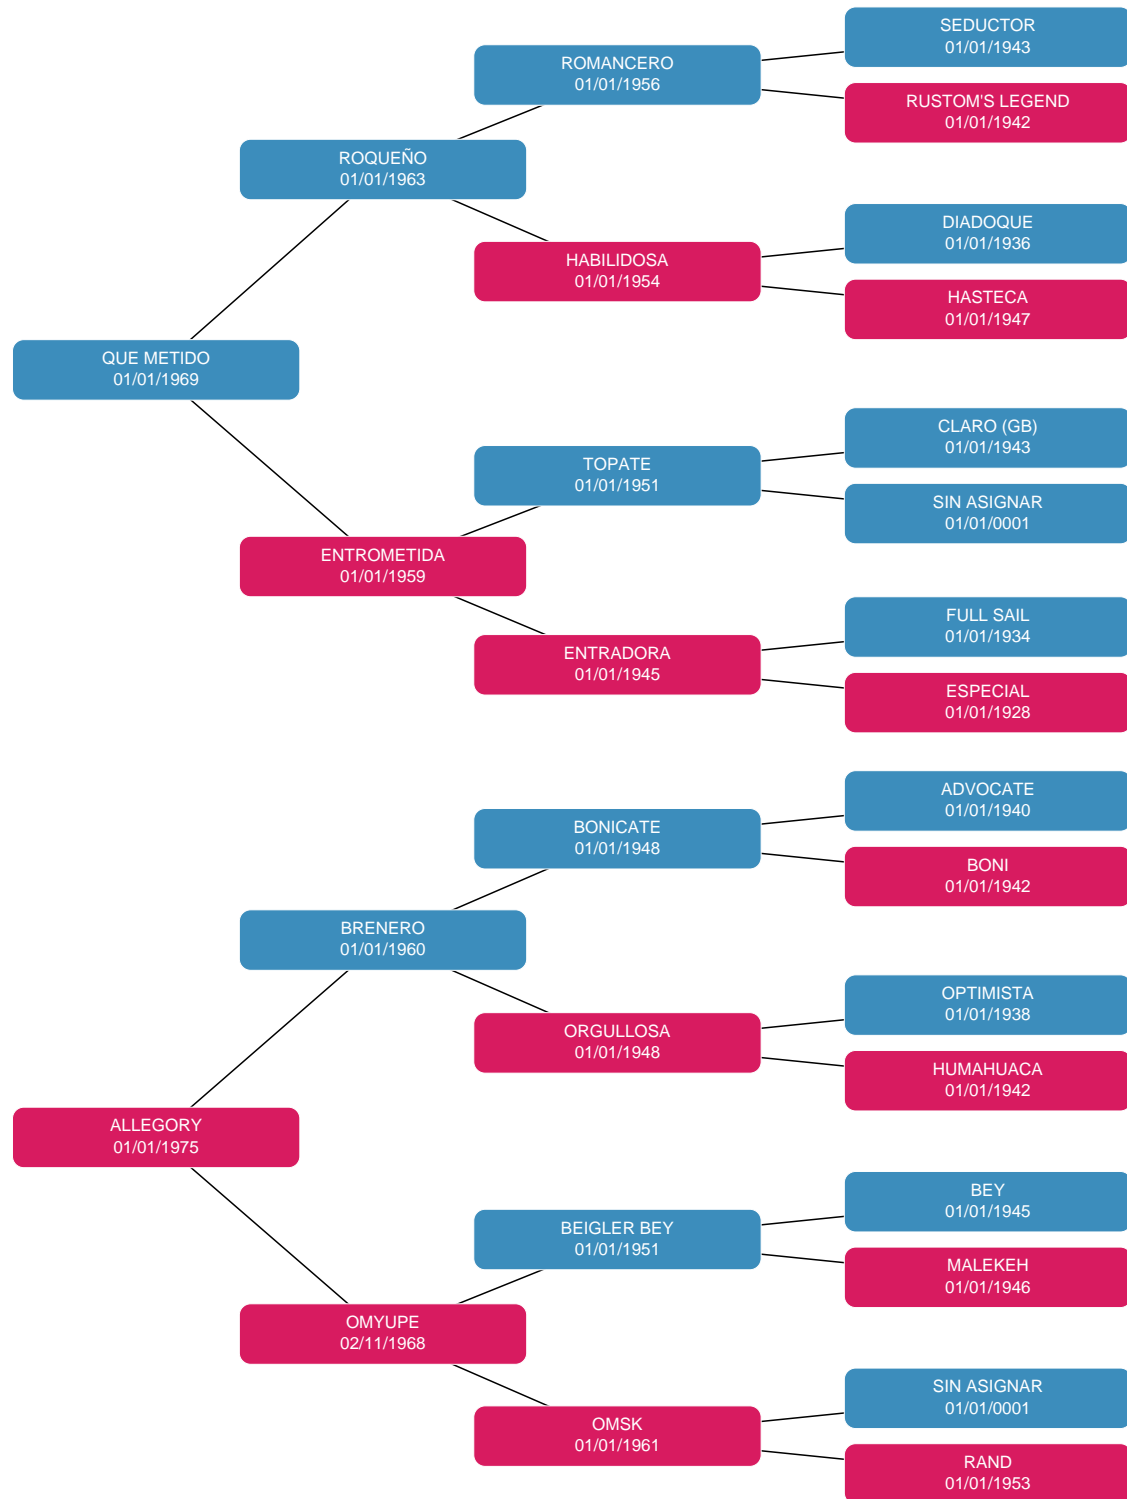 SEDUCTOR
01/01/1943
ROMANCERO
01/01/1956
RUSTOM'S LEGEND
01/01/1942
ROQUEÑO
01/01/1963
DIADOQUE
01/01/1936
HABILIDOSA
01/01/1954
HASTECA
01/01/1947
QUE METIDO
01/01/1969
CLARO (GB)
01/01/1943
TOPATE
01/01/1951
SIN ASIGNAR
01/01/0001
ENTROMETIDA
01/01/1959
FULL SAIL
01/01/1934
ENTRADORA
01/01/1945
ESPECIAL
01/01/1928
ADVOCATE
01/01/1940
BONICATE
01/01/1948
BONI
01/01/1942
BRENERO
01/01/1960
OPTIMISTA
01/01/1938
ORGULLOSA
01/01/1948
HUMAHUACA
01/01/1942
ALLEGORY
01/01/1975
BEY
01/01/1945
BEIGLER BEY
01/01/1951
MALEKEH
01/01/1946
OMYUPE
02/11/1968
SIN ASIGNAR
01/01/0001
OMSK
01/01/1961
RAND
01/01/1953